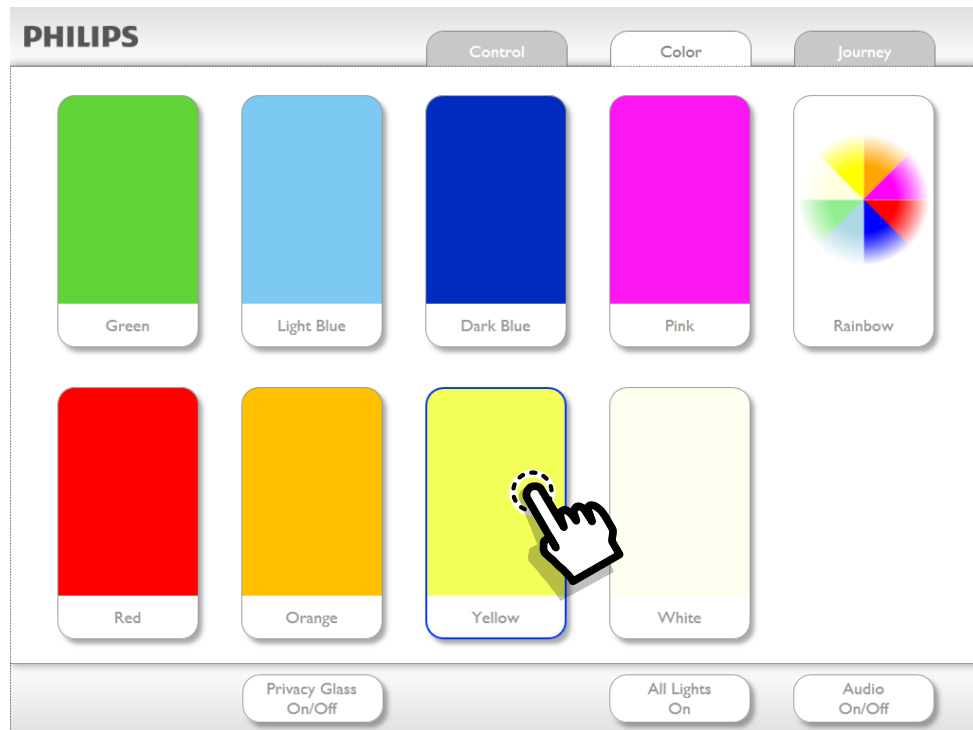 PHILIPS
Control
Color
Journey
Green
Light Blue
Dark Blue
Pink
Rainbow
Red
Orange
Yellow
White
Privacy Glass
On/Off
All Lights
On
Audio
On/Off